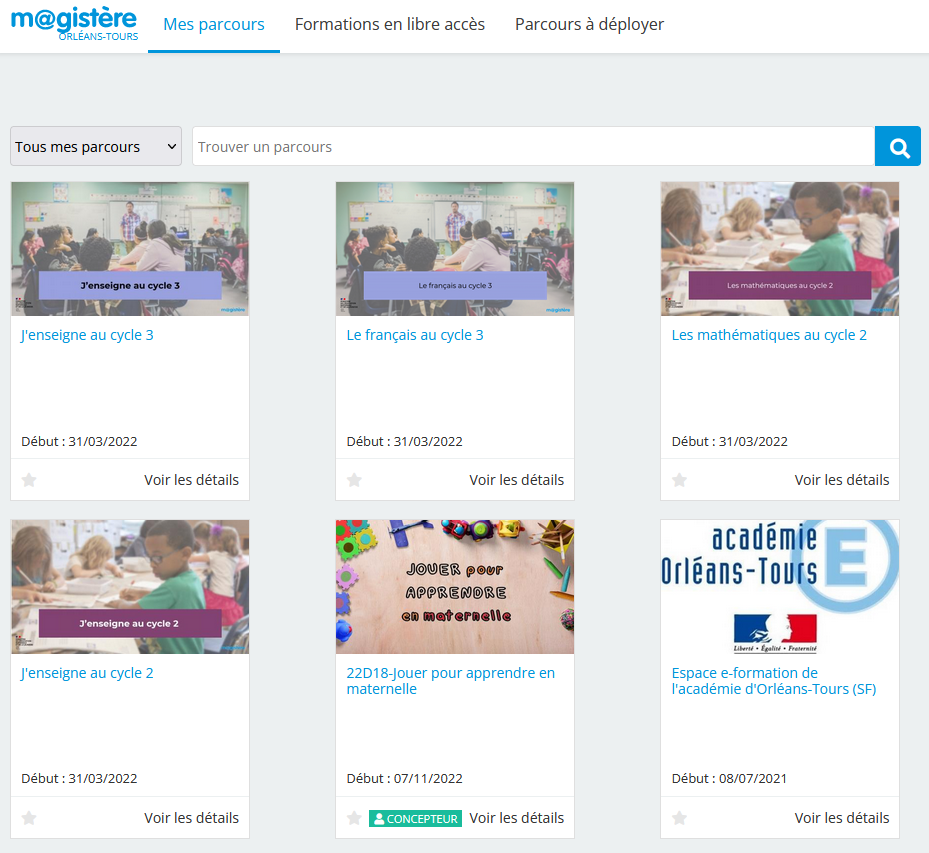 m@gistère
ORLÉANS-TOURS
Mes parcours
Formations en libre accès
Parcours à déployer
Tous mes parcours
Trouver un parcours
J'enseigne au cycle 3
m@gistère
J'enseigne au cycle 3
Début : 31/03/2022
Voir les détails
Le français au cycle 3
m@gistère
Le français au cycle 3
Début : 31/03/2022
Voir les détails
Les mathématiques au cycle 2
m@gistère
Les mathématiques au cycle 2
Début : 31/03/2022
Voir les détails
J'enseigne au cycle 2
m@gistère
J'enseigne au cycle 2
Début : 31/03/2022
Voir les détails
JOUER pour
APPRENDRE
en maternelle
22D18-Jouer pour apprendre en
maternelle
Début : 07/11/2022
CONCEPTEUR
Voir les détails
académie
Orléans-Tours
E
Liberté • Égalité • Fraternité
Espace e-formation de
l'académie d'Orléans-Tours (SF)
Début : 08/07/2021
Voir les détails